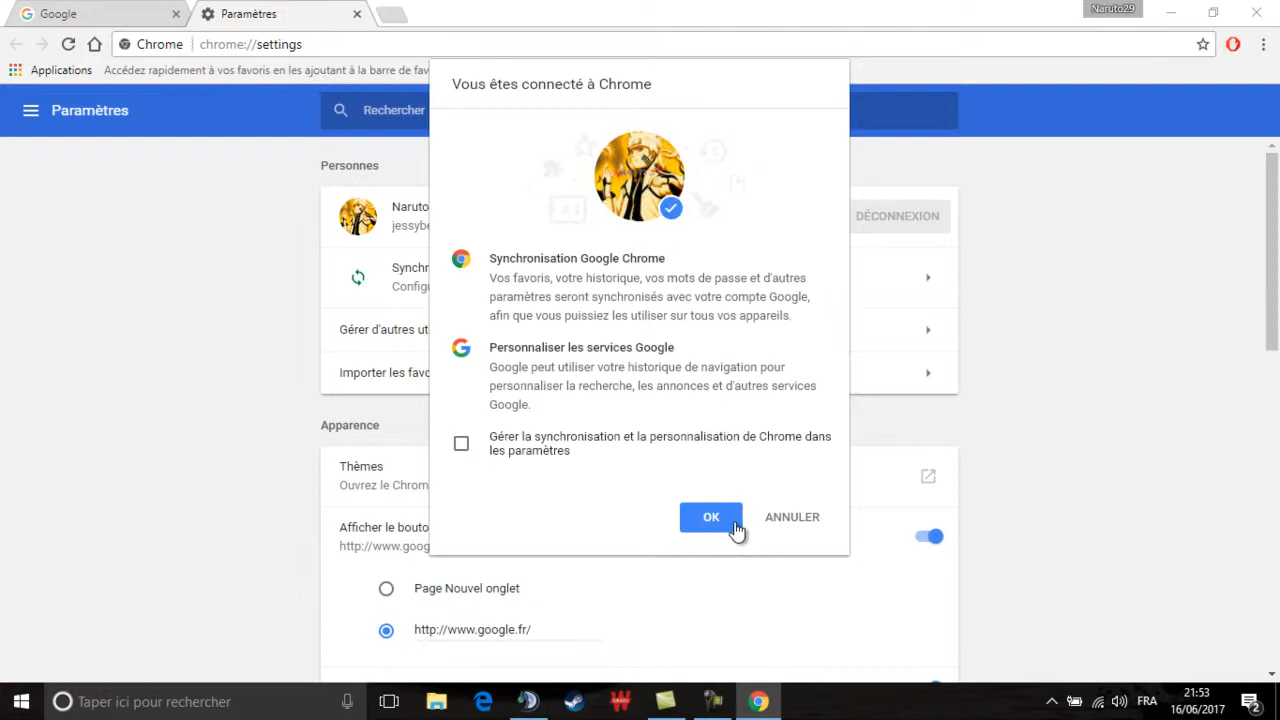 Google
Paramètres
Naruto29
Chrome
chrome://settings
Applications
Accédez rapidement à vos favoris en les ajoutant à la barre de fav
Paramètres
Rechercher
Vous êtes connecté à Chrome
Personnes
Naruto
jessybe
DÉCONNEXION
Synchr
Config
Gérer d'autres ut
Importer les favo
Synchronisation Google Chrome
Vos favoris, votre historique, vos mots de passe et d'autres
paramètres seront synchronisés avec votre compte Google,
afin que vous puissiez les utiliser sur tous vos appareils.
Personnaliser les services Google
Google peut utiliser votre historique de navigation pour
personnaliser la recherche, les annonces et d'autres services
Google.
Gérer la synchronisation et la personnalisation de Chrome dans
les paramètres
OK
ANNULER
Apparence
Thèmes
Ouvrez le Chrom
Afficher le bouto
http://www.goog
Page Nouvel onglet
http://www.google.fr/
Taper ici pour rechercher
FRA
21:53
16/06/2017
2